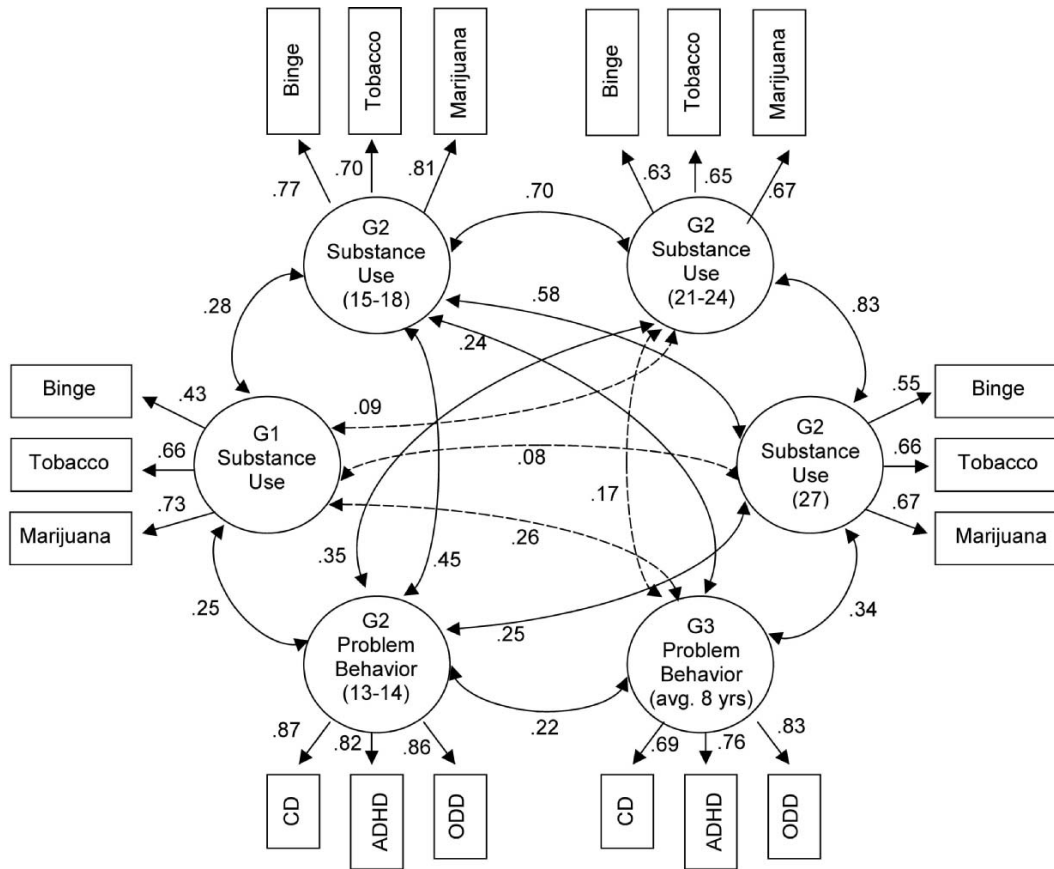 Binge
Tobacco
Marijuana
Binge
Tobacco
Marijuana
.77
.70
.81
.63
.65
.67
.70
G2
Substance
Use
(15-18)
G2
Substance
Use
(21-24)
.28
.58
.24
.83
Binge
Tobacco
Marijuana
.43
.66
.73
G1
Substance
Use
.09
.08
.26
.17
G2
Substance
Use
(27)
.55
.66
.67
Binge
Tobacco
Marijuana
.25
.35
.45
.25
.34
G2
Problem
Behavior
(13-14)
.22
G3
Problem
Behavior
(avg. 8 yrs)
.87
.82
.86
.69
.76
.83
CD
ADHD
ODD
CD
ADHD
ODD